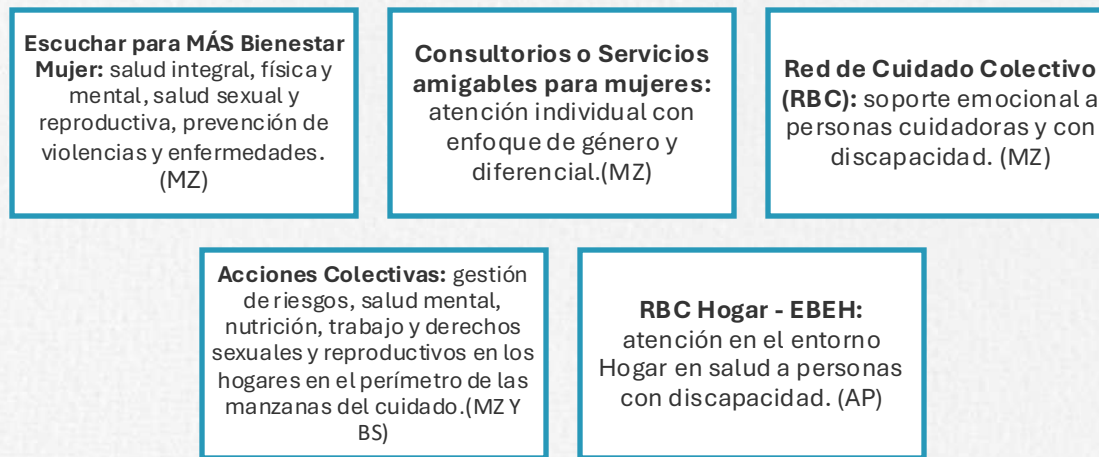 Escuchar para MÁS Bienestar
Mujer: salud integral, física y
mental, salud sexual y
reproductiva, prevención de
violencias y enfermedades.
(MZ)
Consultorios o Servicios
amigables para mujeres:
atención individual con
enfoque de género y
diferencial.(MZ)
Red de Cuidado Colectivo
(RBC): soporte emocional a
personas cuidadoras y con
discapacidad. (MZ)
Acciones Colectivas: gestión
de riesgos, salud mental,
nutrición, trabajo y derechos
sexuales y reproductivos en los
hogares en el perímetro de las
manzanas del cuidado.(MZ Y
BS)
RBC Hogar - EBEH:
atención en el entorno
Hogar en salud a personas
con discapacidad. (AP)